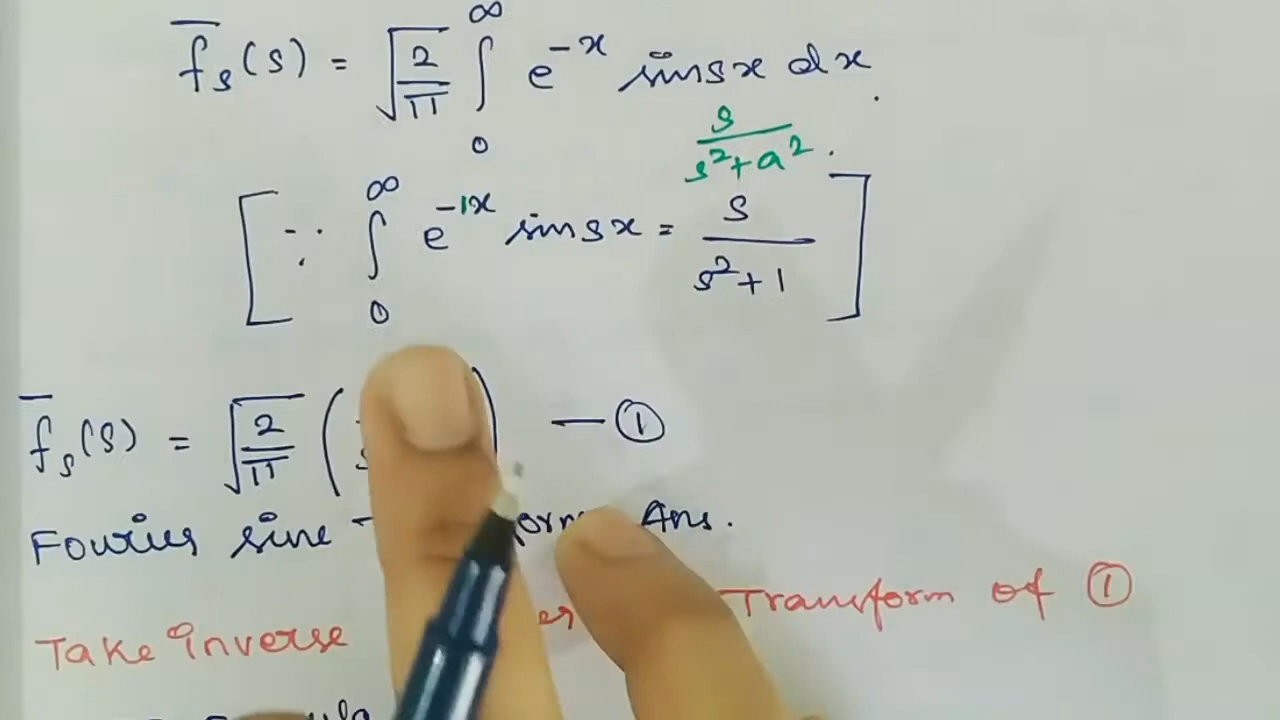 f̅ₛ(s) = √(2/π) ∫₀^∞ e^(-x) sin sx dx.
s/(s²+a²).
[∵ ∫₀^∞ e^(-1x) sin sx = s/(s²+1)]
f̅ₛ(s) = √(2/π) ( ) — ①
Fourier sine Ans.
Take inverse Transform of ①